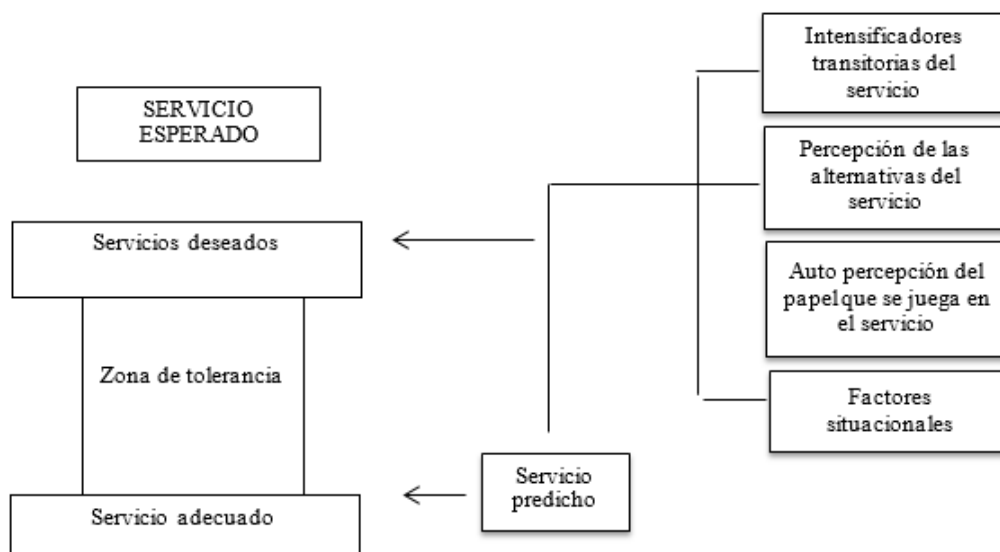 SERVICIO
ESPERADO
Servicios deseados
Zona de tolerancia
Servicio adecuado
Servicio
predicho
Intensificadores
transitorias del
servicio
Percepción de las
alternativas del
servicio
Auto percepción del
papel que se juega en
el servicio
Factores
situacionales